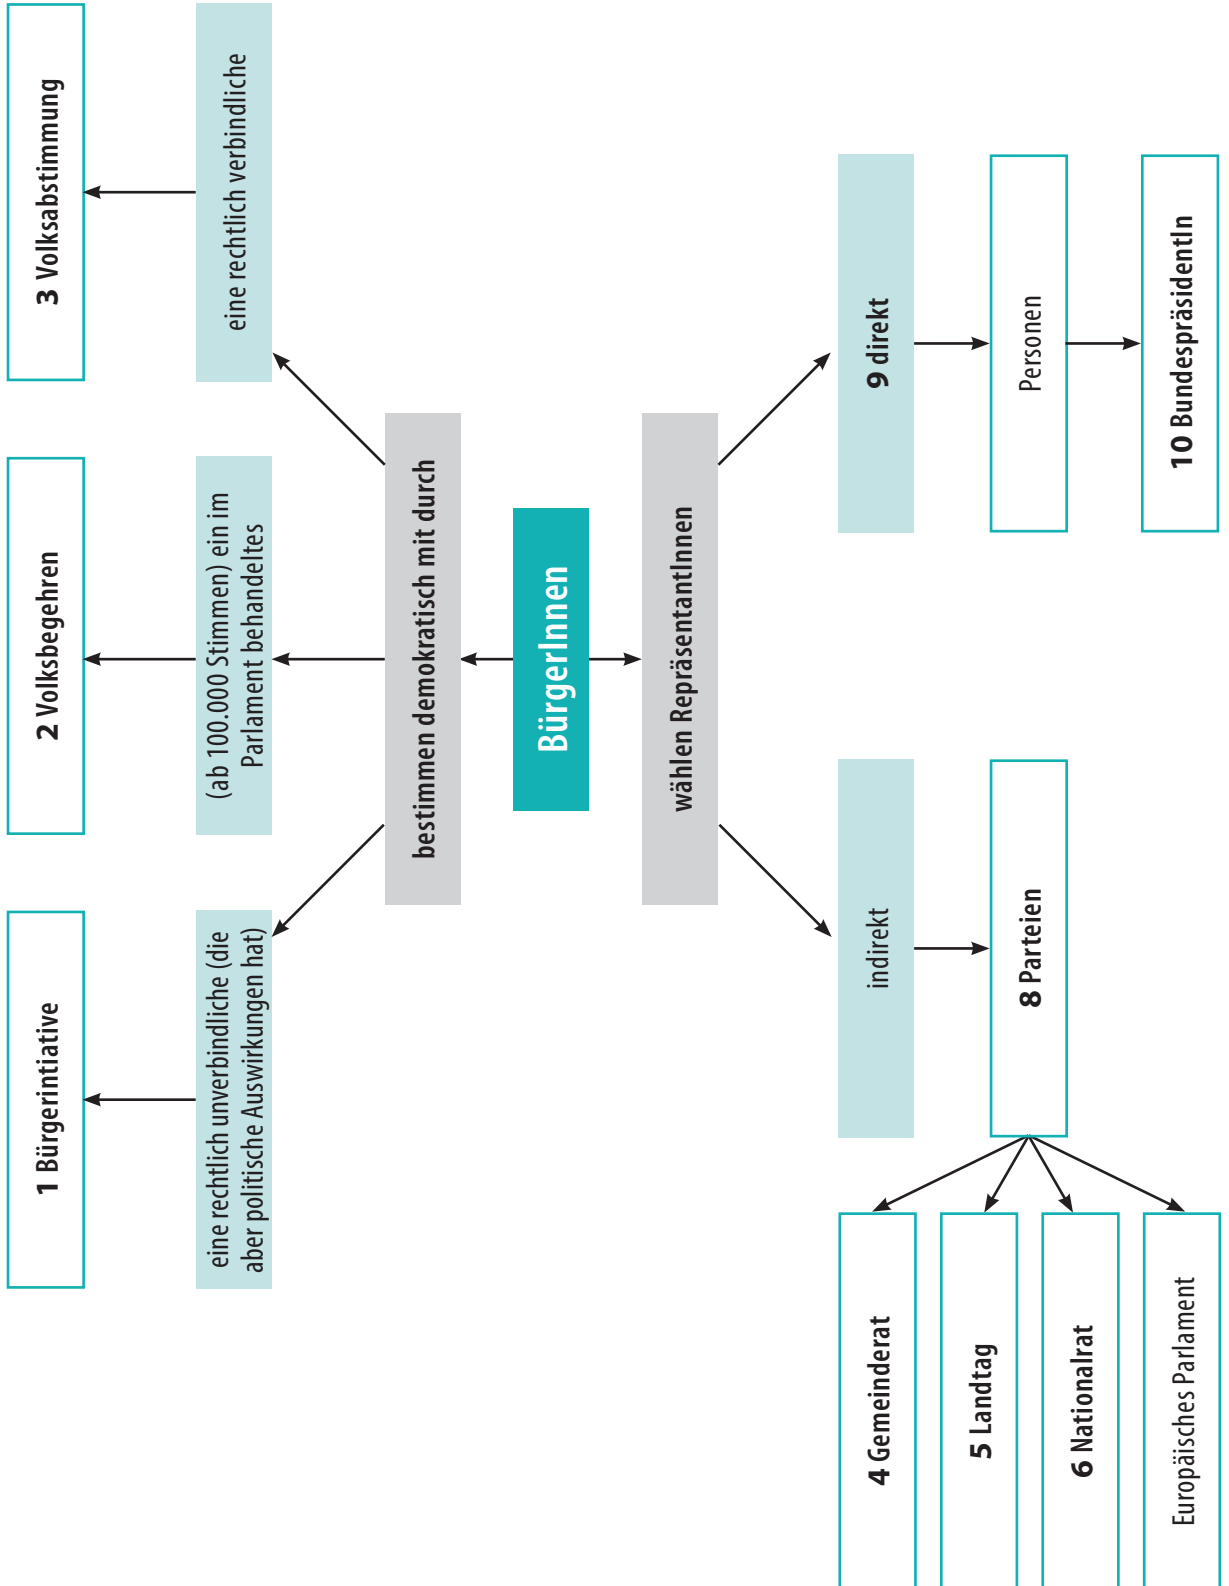 1 Bürgerintiative
2 Volksbegehren
3 Volksabstimmung
eine rechtlich unverbindliche (die
aber politische Auswirkungen hat)
(ab 100.000 Stimmen) ein im
Parlament behandeltes
eine rechtlich verbindliche
bestimmen demokratisch mit durch
BürgerInnen
wählen RepräsentantInnen
indirekt
9 direkt
8 Parteien
Personen
4 Gemeinderat
5 Landtag
6 Nationalrat
Europäisches Parlament
10 BundespräsidentIn